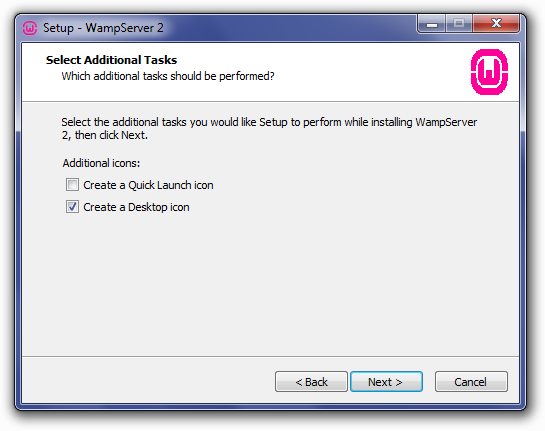 Setup - WampServer 2
Select Additional Tasks
Which additional tasks should be performed?
Select the additional tasks you would like Setup to perform while installing WampServer
2, then click Next.
Additional icons:
Create a Quick Launch icon
Create a Desktop icon
< Back
Next >
Cancel